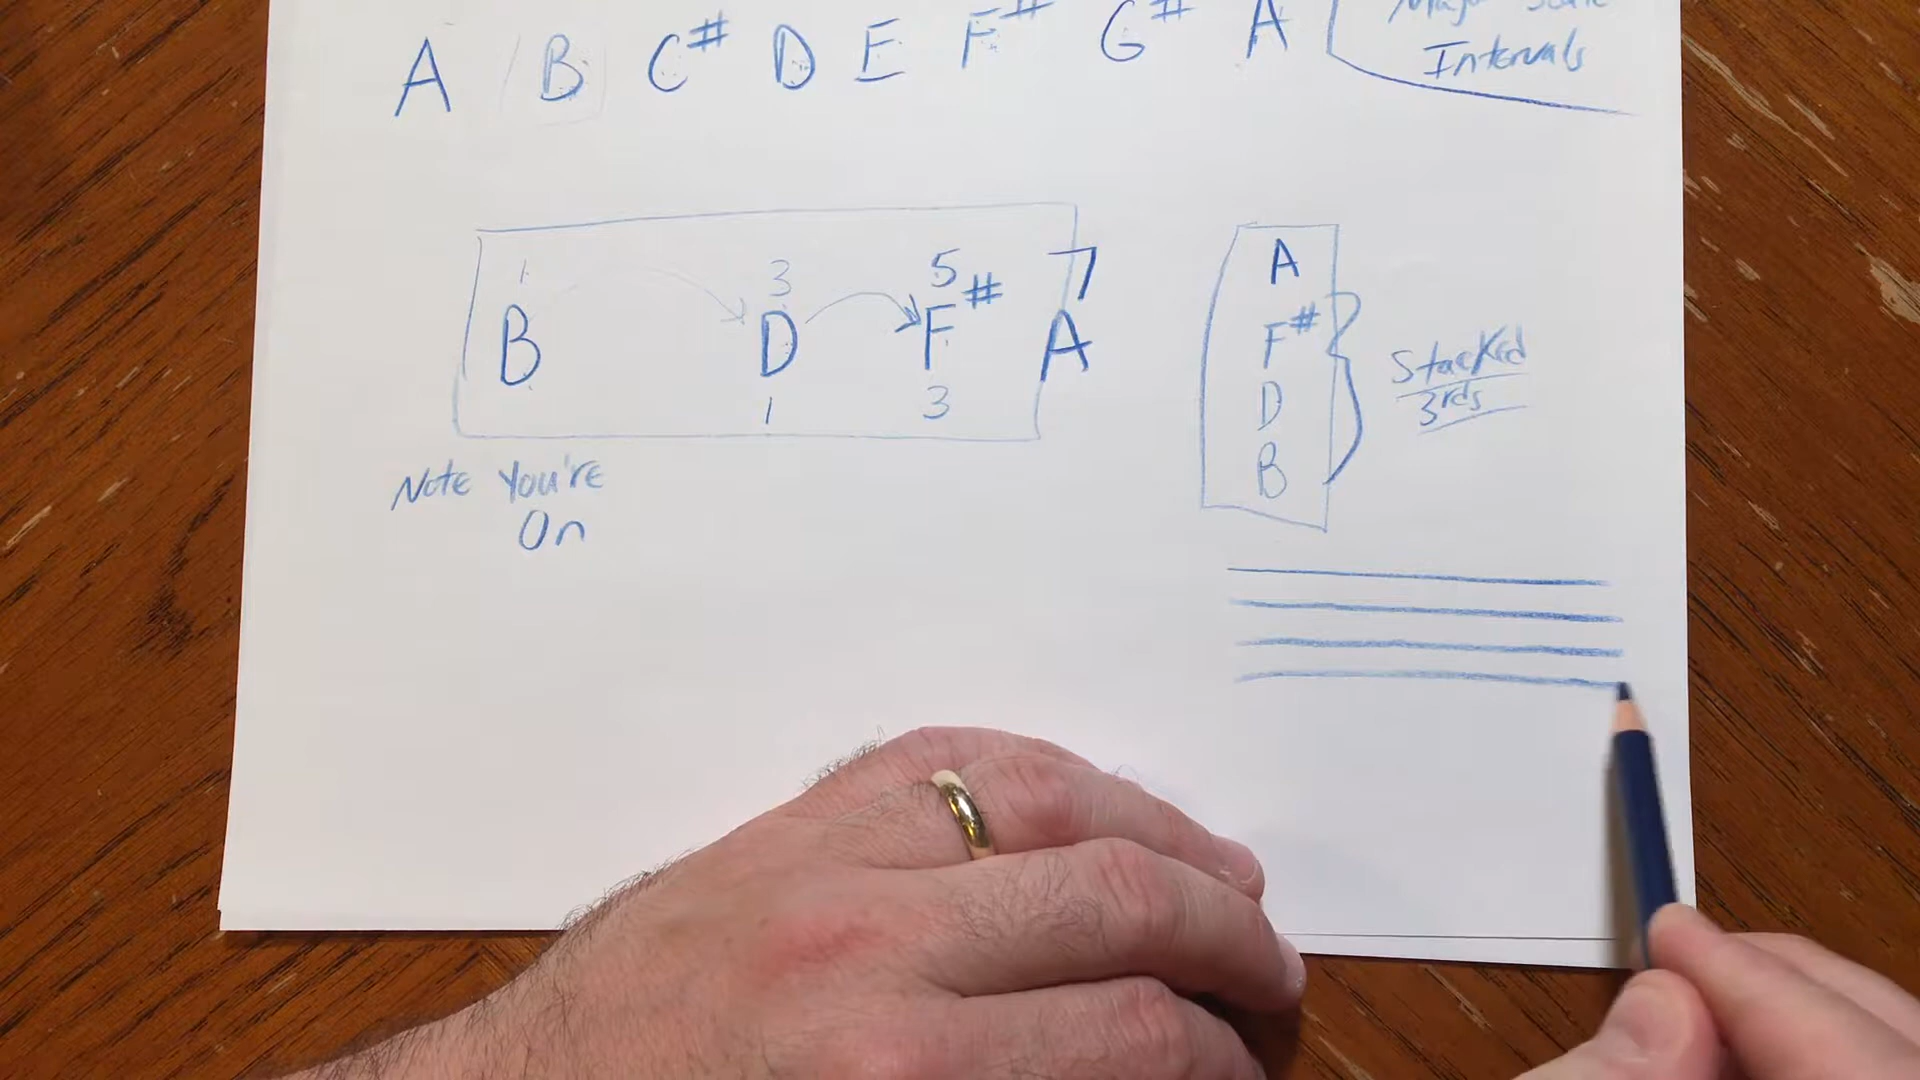 A B C# D E F# G# A
Intervals
1 3 5 7
B D F# A
1 3
Note You're
On
A
F#
D
B
Stacked
3rds